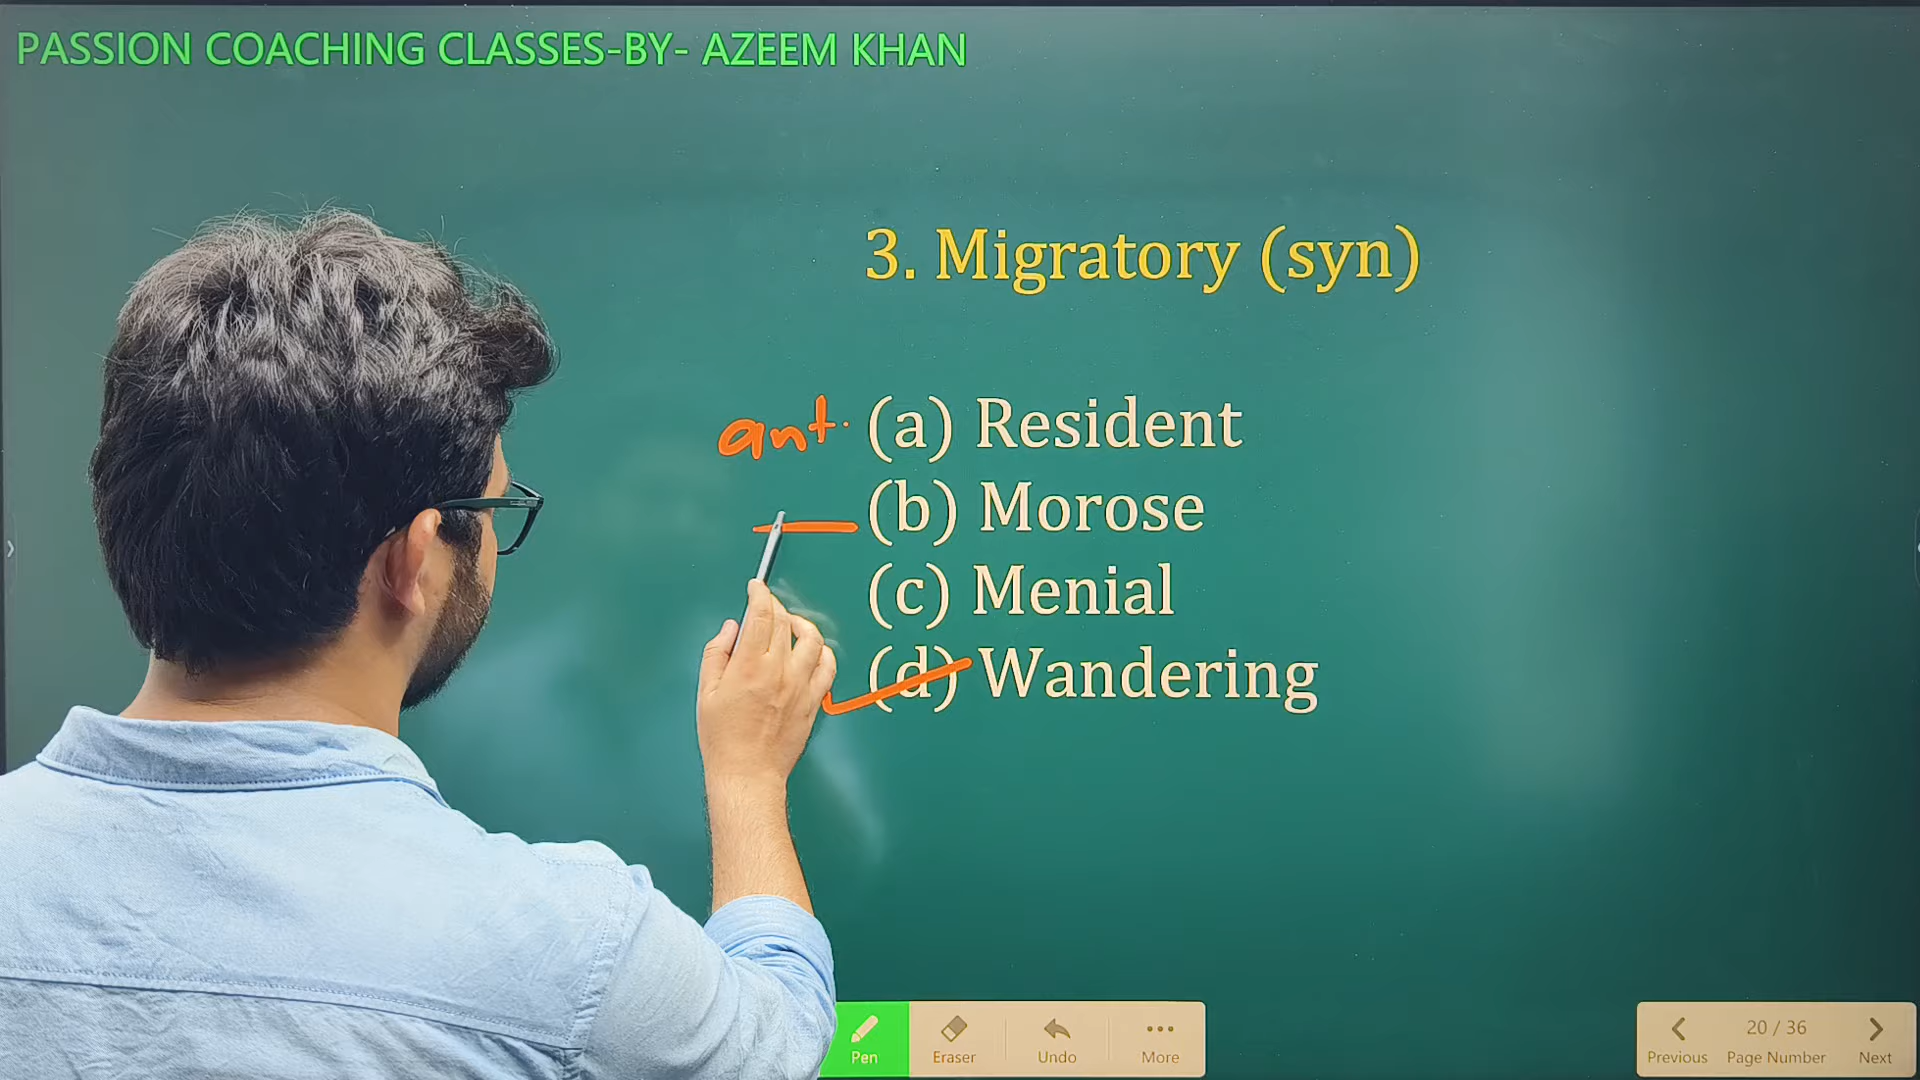 PASSION COACHING CLASSES-BY- AZEEM KHAN
3. Migratory (syn)
ant. (a) Resident
(b) Morose
(c) Menial
(d) Wandering
Pen Eraser Undo More
20 / 36
Previous Page Number Next